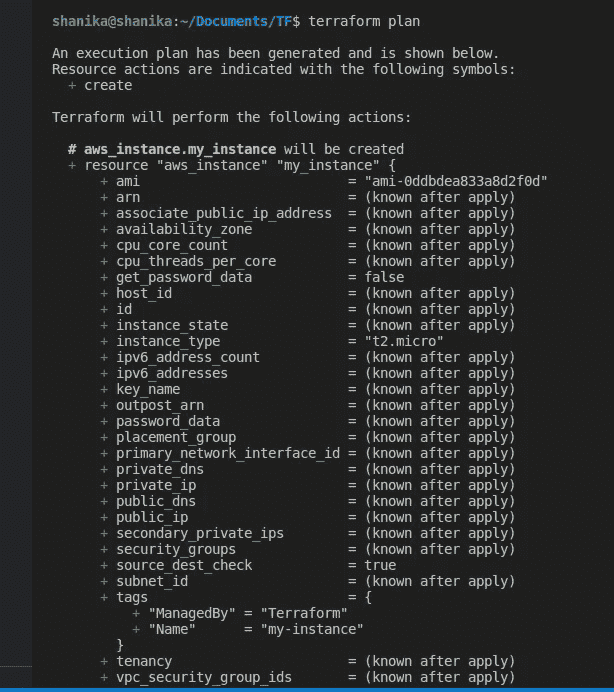 shanika@shanika:~/Documents/TF$ terraform plan
An execution plan has been generated and is shown below.
Resource actions are indicated with the following symbols:
+ create
Terraform will perform the following actions:
# aws_instance.my_instance will be created
+ resource "aws_instance" "my_instance" {
+ ami = "ami-0ddbdea833a8d2f0d"
+ arn = (known after apply)
+ associate_public_ip_address = (known after apply)
+ availability_zone = (known after apply)
+ cpu_core_count = (known after apply)
+ cpu_threads_per_core = (known after apply)
+ get_password_data = false
+ host_id = (known after apply)
+ id = (known after apply)
+ instance_state = (known after apply)
+ instance_type = "t2.micro"
+ ipv6_address_count = (known after apply)
+ ipv6_addresses = (known after apply)
+ key_name = (known after apply)
+ outpost_arn = (known after apply)
+ password_data = (known after apply)
+ placement_group = (known after apply)
+ primary_network_interface_id = (known after apply)
+ private_dns = (known after apply)
+ private_ip = (known after apply)
+ public_dns = (known after apply)
+ public_ip = (known after apply)
+ secondary_private_ips = (known after apply)
+ security_groups = (known after apply)
+ source_dest_check = true
+ subnet_id = (known after apply)
+ tags = {
+ "ManagedBy" = "Terraform"
+ "Name" = "my-instance"
}
+ tenancy = (known after apply)
+ vpc_security_group_ids = (known after apply)